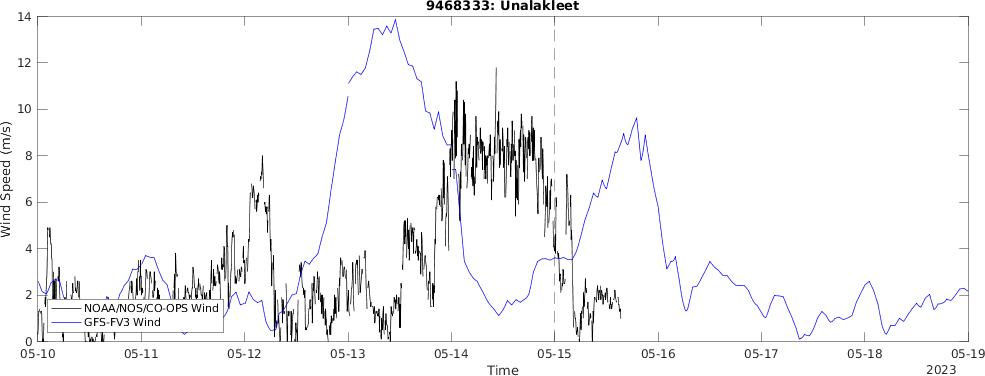 9468333: Unalakleet
Wind Speed (m/s)
14
12
10
8
6
4
2
0
NOAA/NOS/CO-OPS Wind
GFS-FV3 Wind
05-10 05-11 05-12 05-13 05-14 05-15 05-16 05-17 05-18 05-19
Time
2023